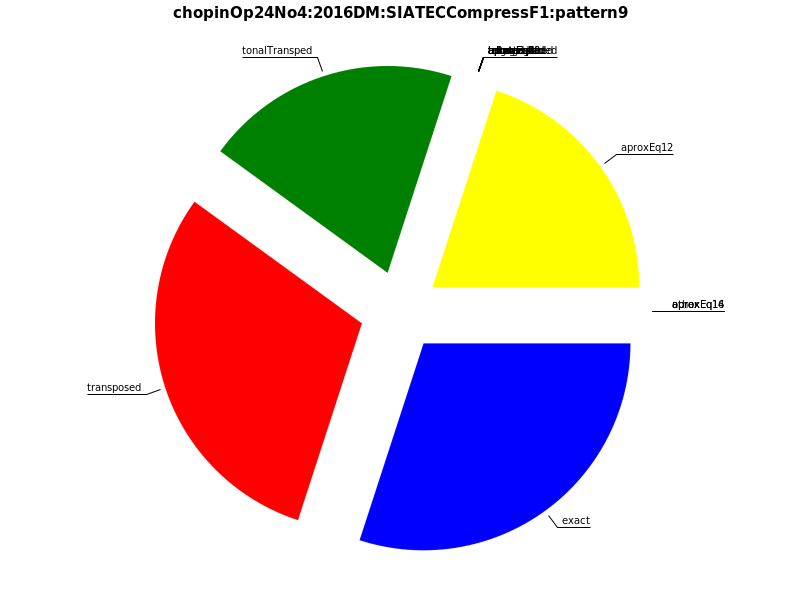 chopinOp24No4:2016DM:SIATECCompressF1:pattern9
tonalTransped
aproxEq12
transposed
exact